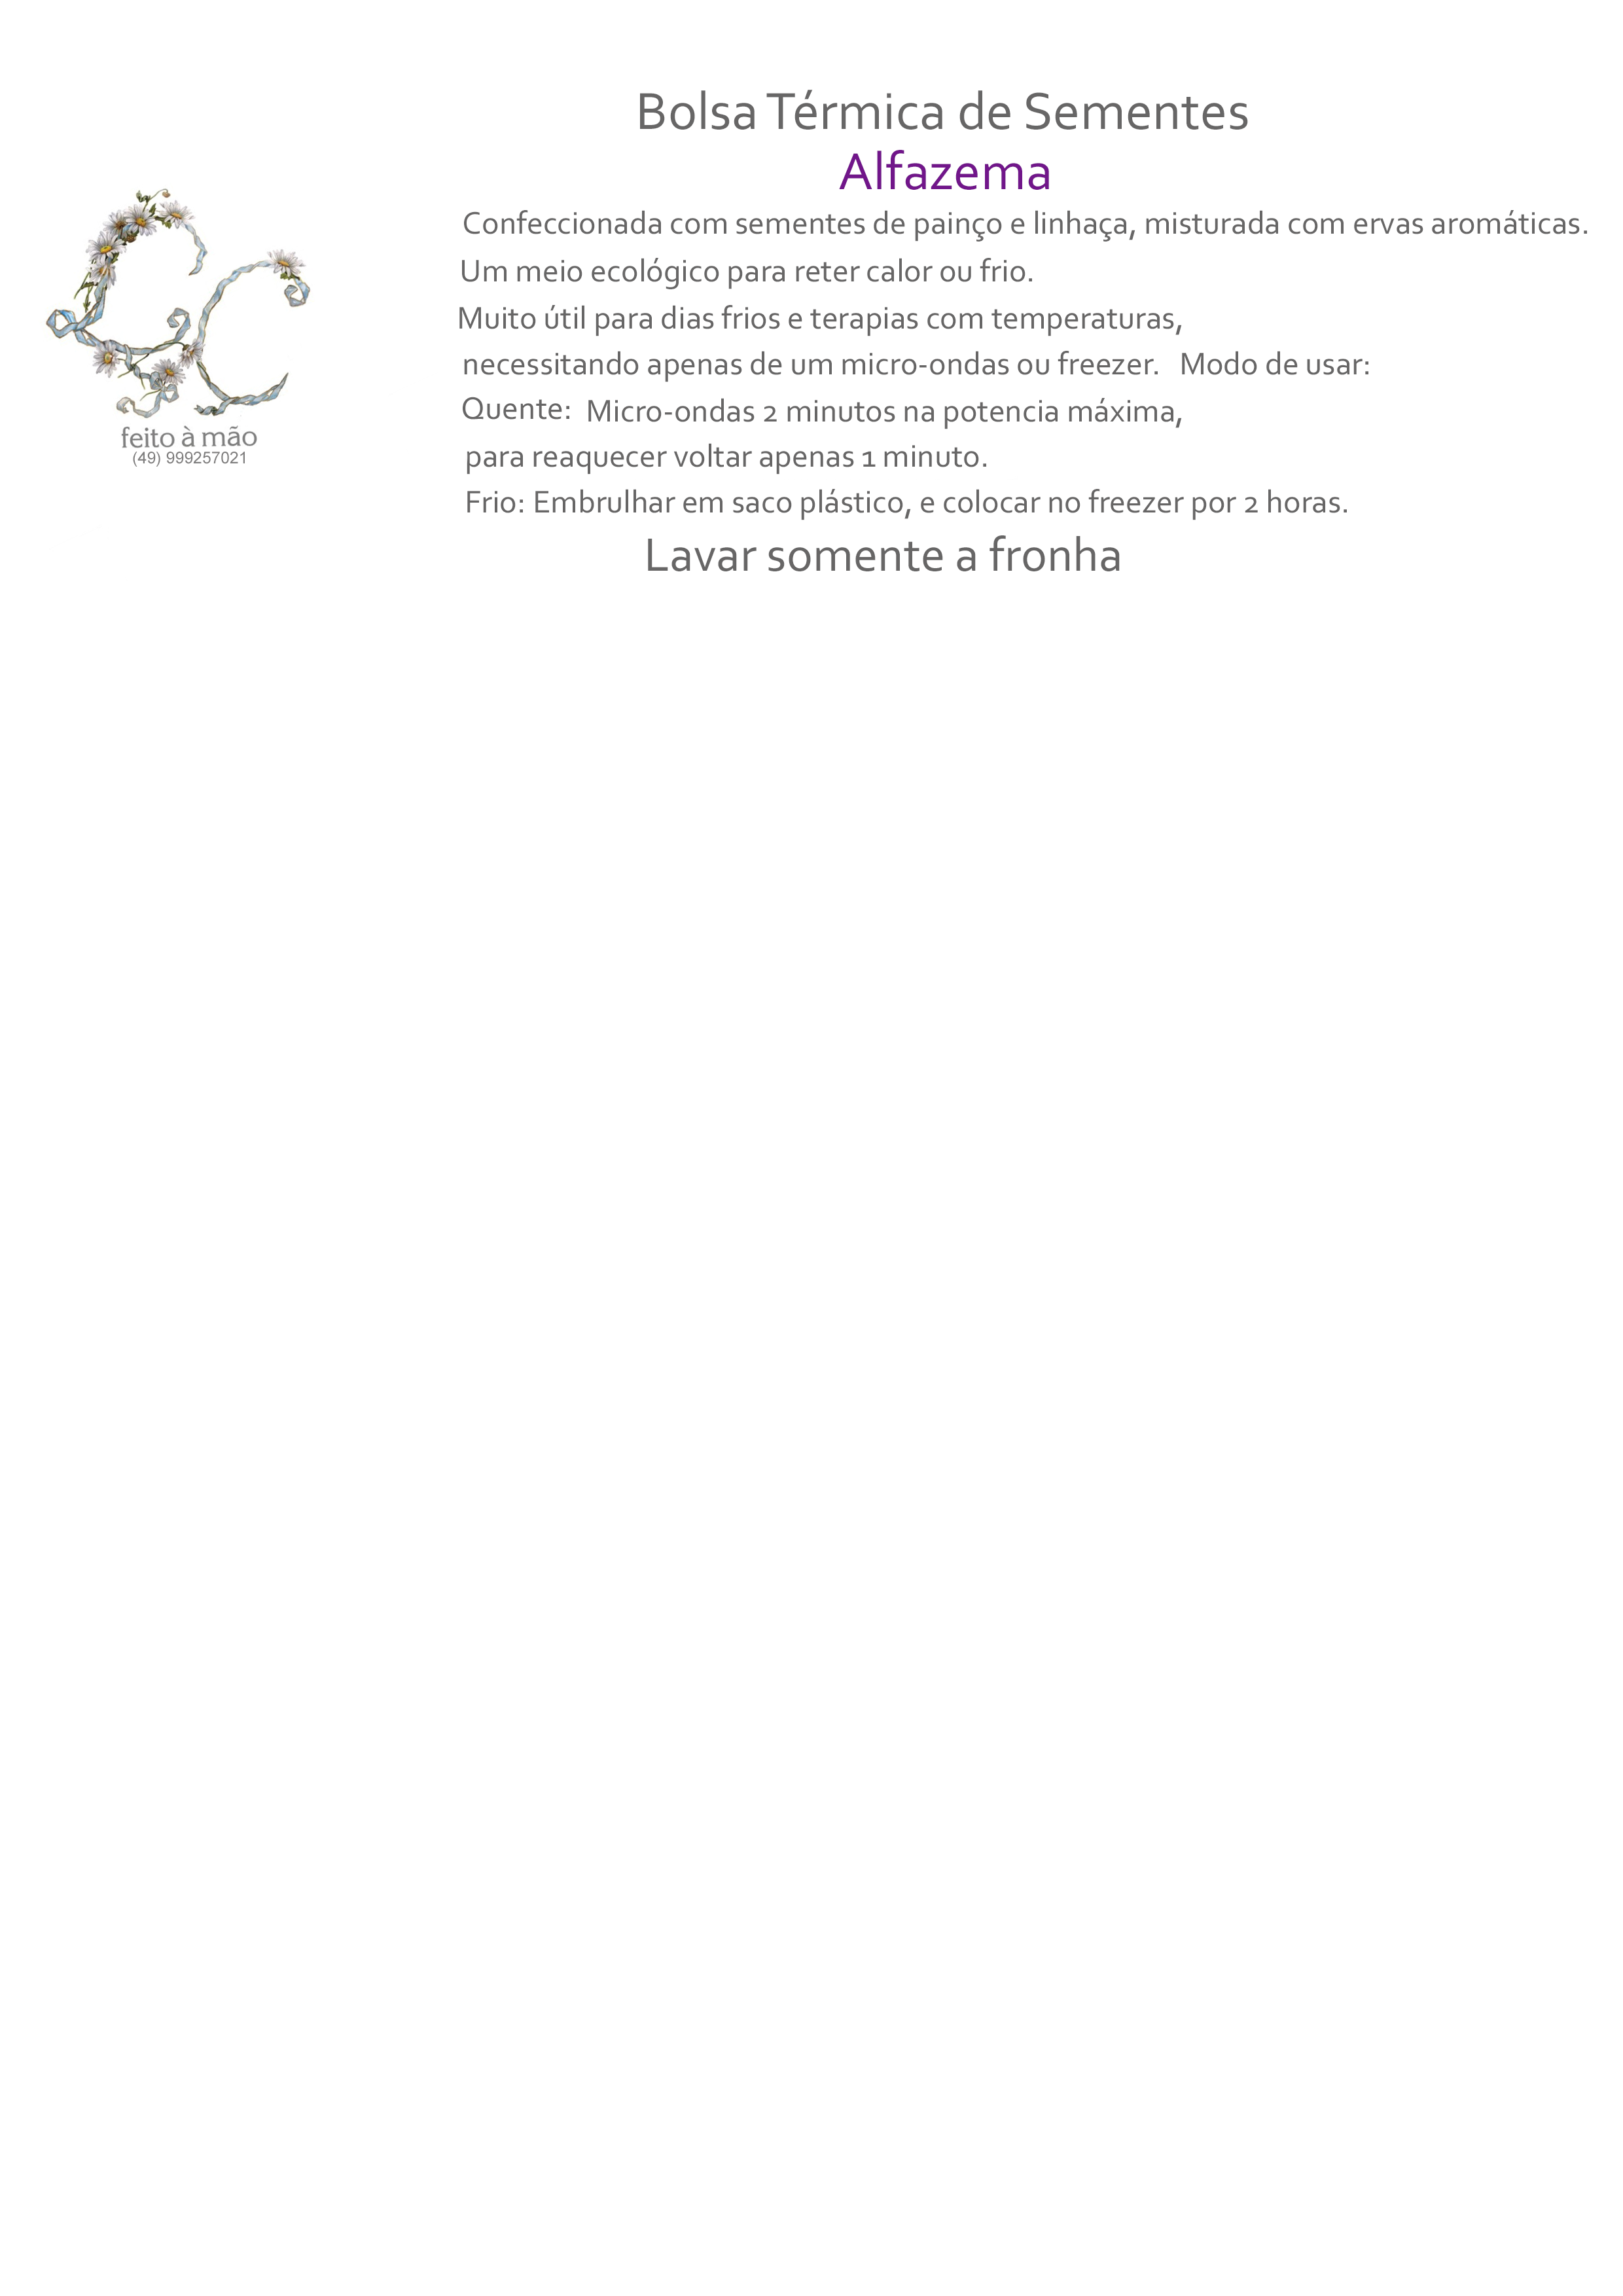 Bolsa Térmica de Sementes
Alfazema
Confeccionada com sementes de painço e linhaça, misturada com ervas aromáticas.
Um meio ecológico para reter calor ou frio.
Muito útil para dias frios e terapias com temperaturas,
necessitando apenas de um micro-ondas ou freezer. Modo de usar:
Quente: Micro-ondas 2 minutos na potencia máxima,
para reaquecer voltar apenas 1 minuto.
Frio: Embrulhar em saco plástico, e colocar no freezer por 2 horas.
Lavar somente a fronha
feito à mão
(49) 999257021